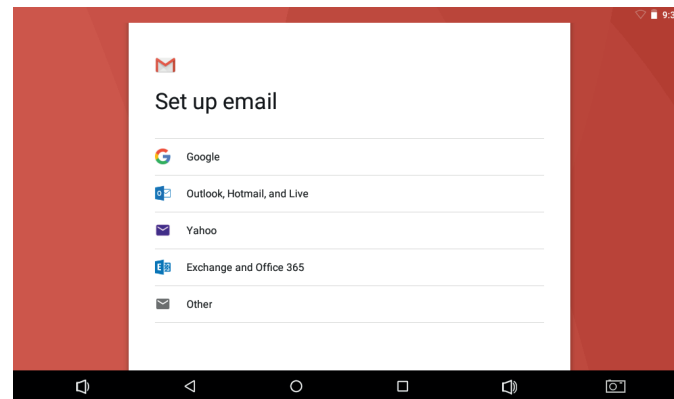 Set up email
Google
Outlook, Hotmail, and Live
Yahoo
Exchange and Office 365
Other